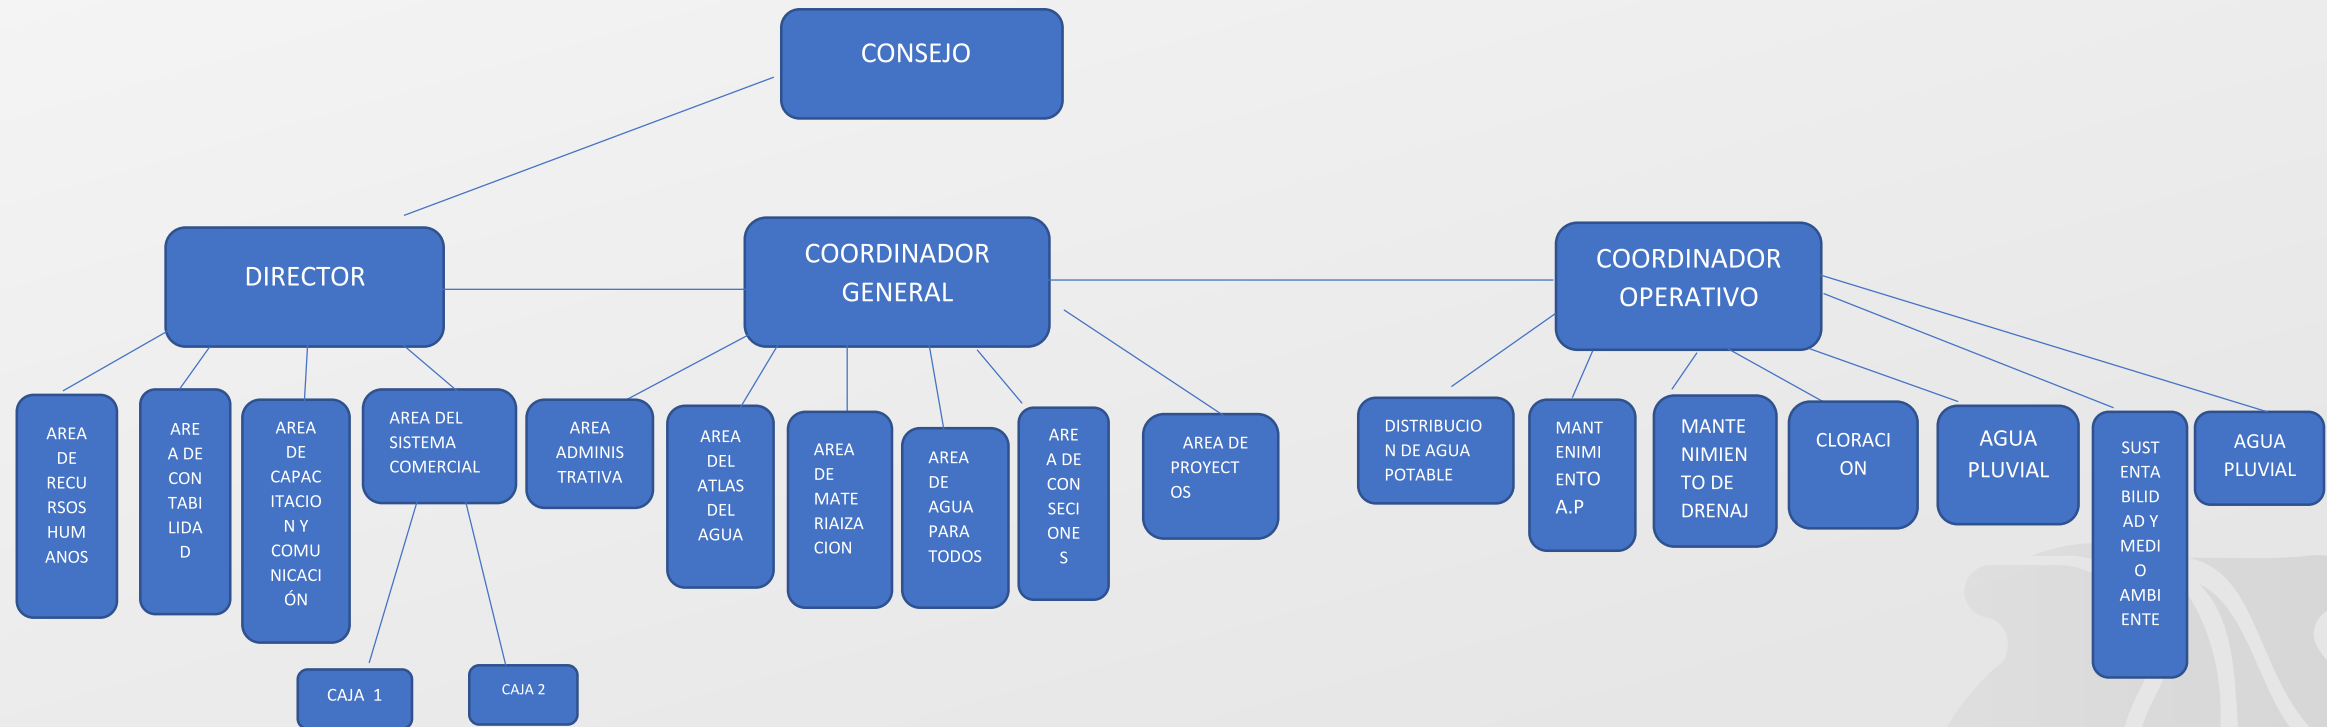 CONSEJO
DIRECTOR
COORDINADOR
GENERAL
COORDINADOR
OPERATIVO
AREA
DE
RECU
RSOS
HUM
ANOS
ARE
A DE
CON
TABI
LIDA
D
AREA
DE
CAPAC
ITACIO
N Y
COMU
NICACI
ÓN
AREA DEL
SISTEMA
COMERCIAL
AREA
ADMINIS
TRATIVA
AREA
DEL
ATLAS
DEL
AGUA
AREA
DE
MATE
RIAIZA
CION
AREA
DE
AGUA
PARA
TODOS
ARE
A DE
CON
SECI
ONE
S
AREA DE
PROYECT
OS
DISTRIBUCIO
N DE AGUA
POTABLE
MANT
ENIMI
ENTO
A.P
MANTE
NIMIEN
TO DE
DRENAJ
CLORACI
ON
AGUA
PLUVIAL
SUST
ENTA
BILID
AD Y
MEDI
O
AMBI
ENTE
AGUA
PLUVIAL
CAJA 1
CAJA 2